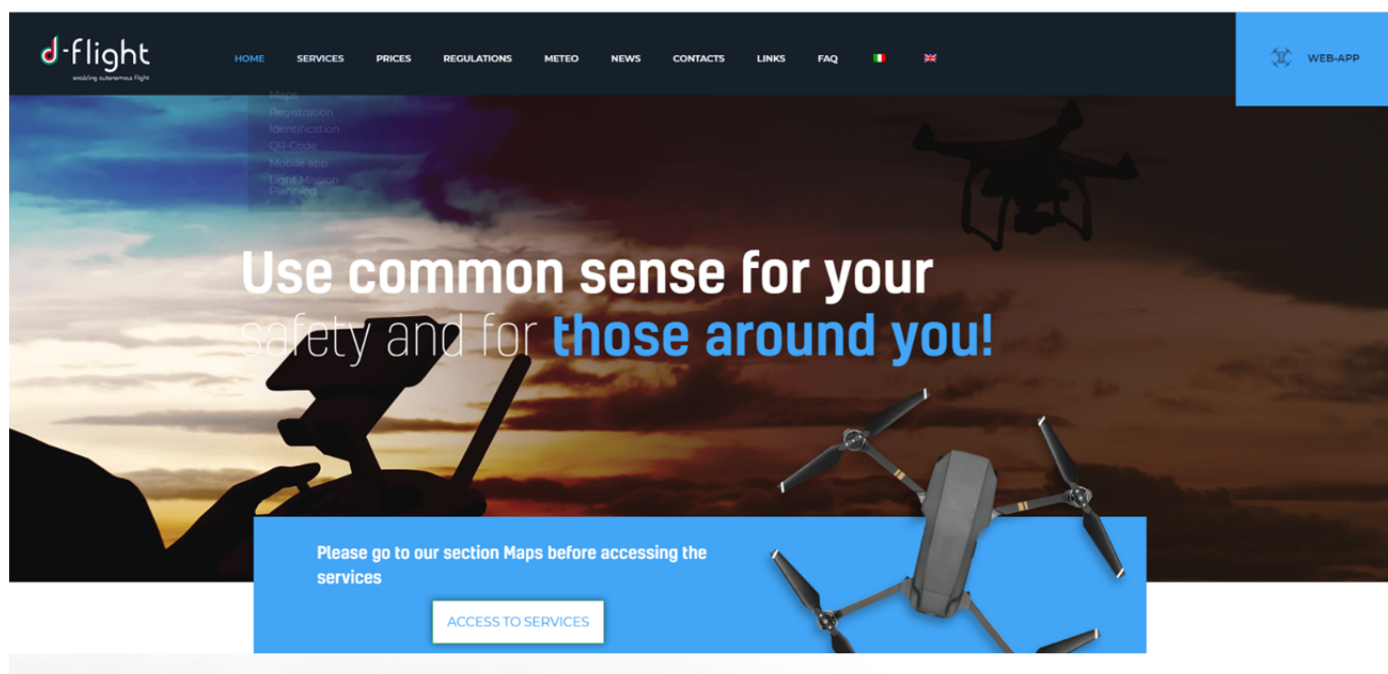 d-flight
enabling autonomous flight
HOME SERVICES PRICES REGULATIONS METEO NEWS CONTACTS LINKS FAQ
WEB-APP
Maps
Registration
Identification
QR-Code
Mobile app
Light Mission
Planning
Use common sense for your
safety and for those around you!
Please go to our section Maps before accessing the
services
ACCESS TO SERVICES